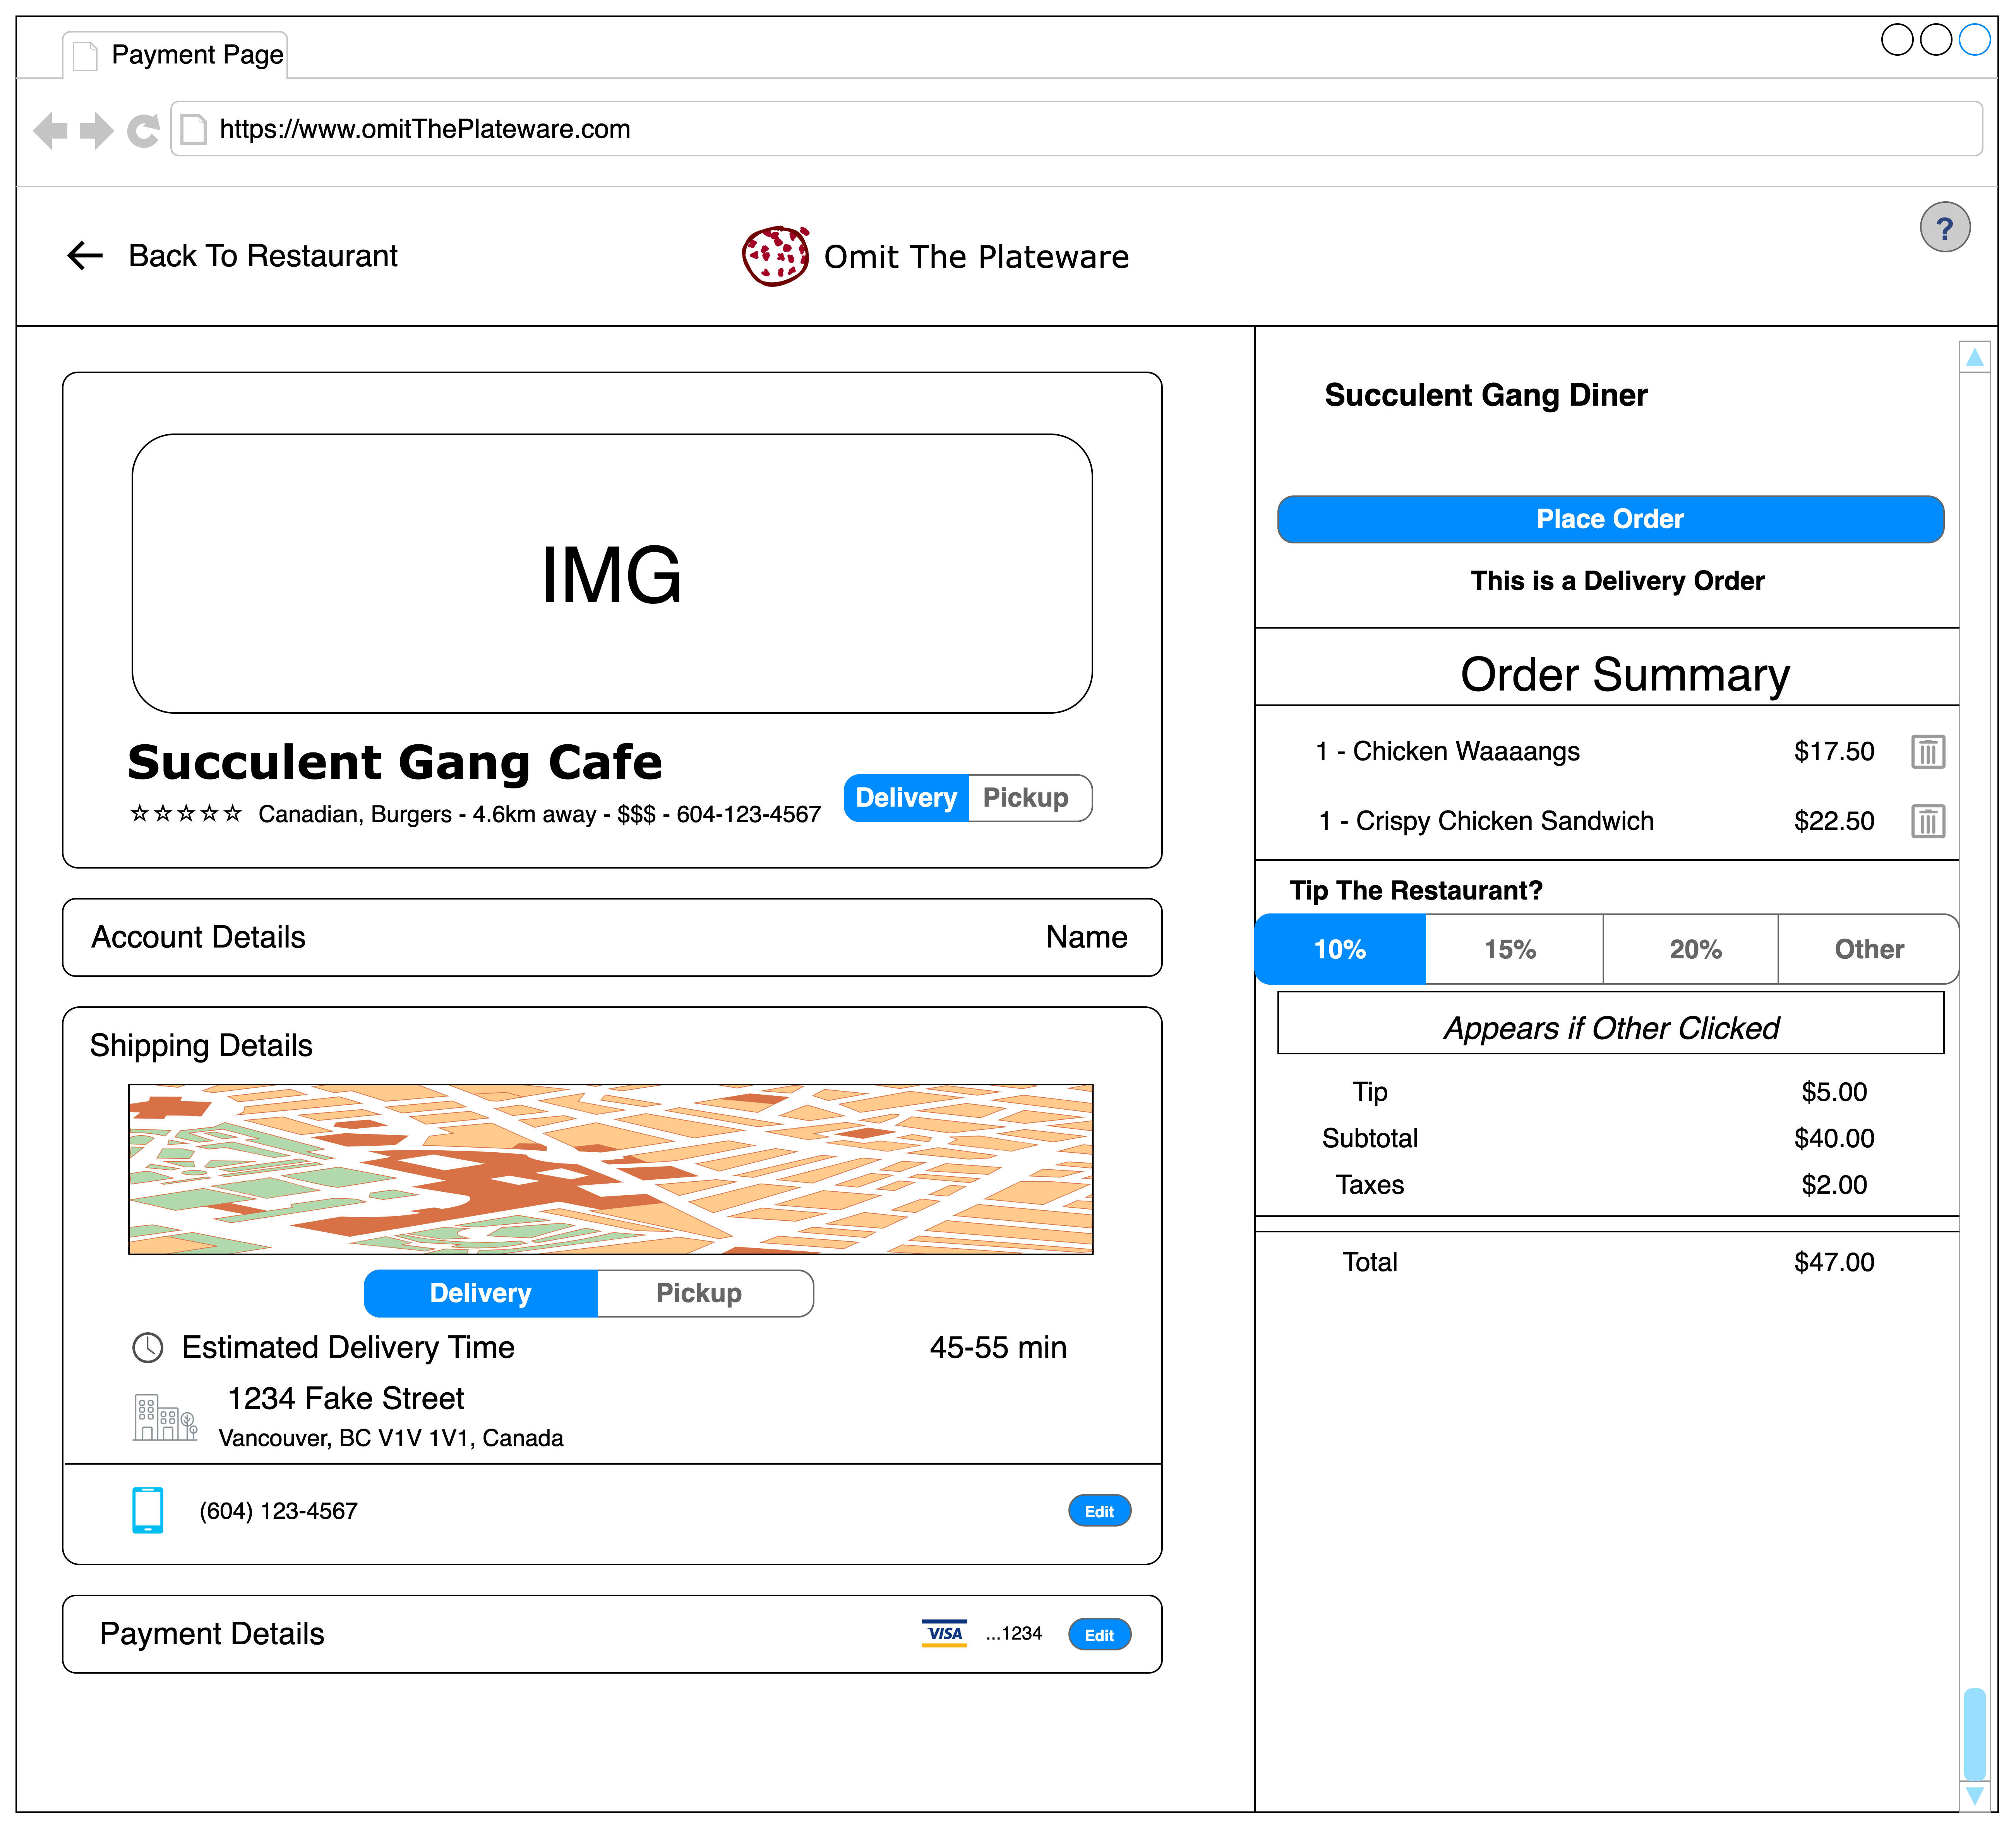 Payment Page
https://www.omitThePlateware.com
Back To Restaurant
Omit The Plateware
?
IMG
Succulent Gang Cafe
☆☆☆☆☆ Canadian, Burgers - 4.6km away - $$$ - 604-123-4567
Delivery Pickup
Account Details Name
Shipping Details
Delivery Pickup
Estimated Delivery Time 45-55 min
1234 Fake Street
Vancouver, BC V1V 1V1, Canada
(604) 123-4567 Edit
Payment Details VISA ...1234 Edit
Succulent Gang Diner
Place Order
This is a Delivery Order
Order Summary
1 - Chicken Waaaangs $17.50
1 - Crispy Chicken Sandwich $22.50
Tip The Restaurant?
10% 15% 20% Other
Appears if Other Clicked
Tip $5.00
Subtotal $40.00
Taxes $2.00
Total $47.00